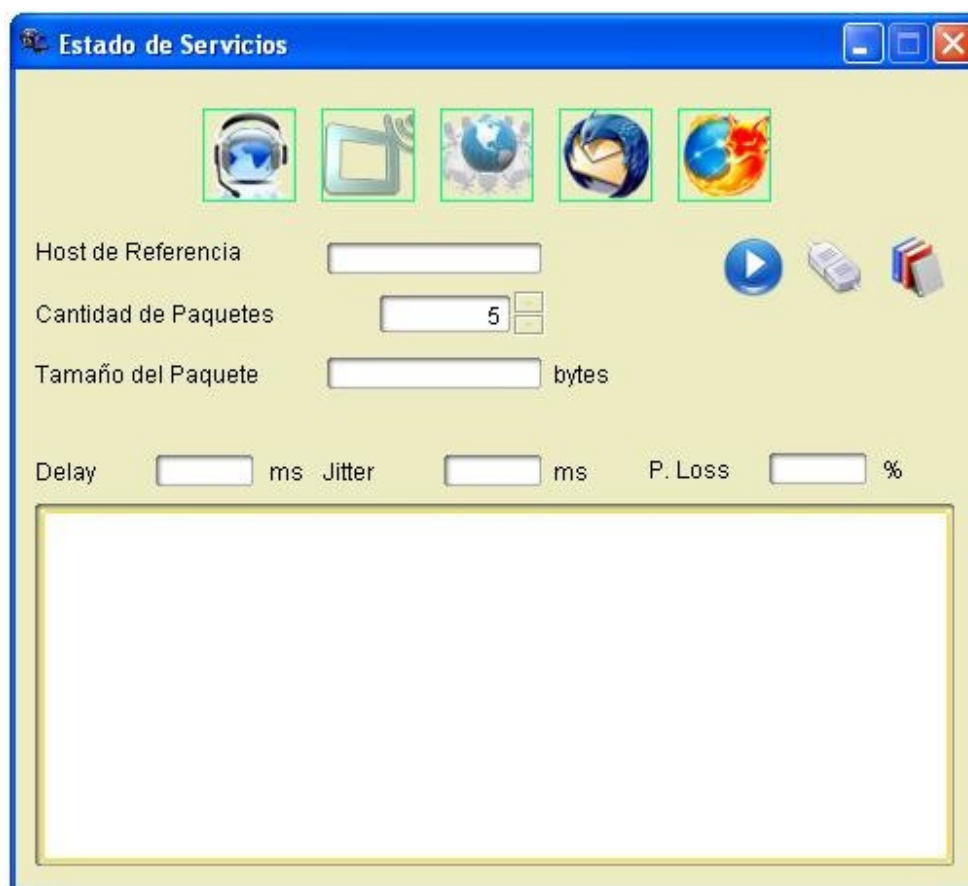 Estado de Servicios
Host de Referencia
Cantidad de Paquetes 5
Tamaño del Paquete bytes
Delay ms Jitter ms P. Loss %